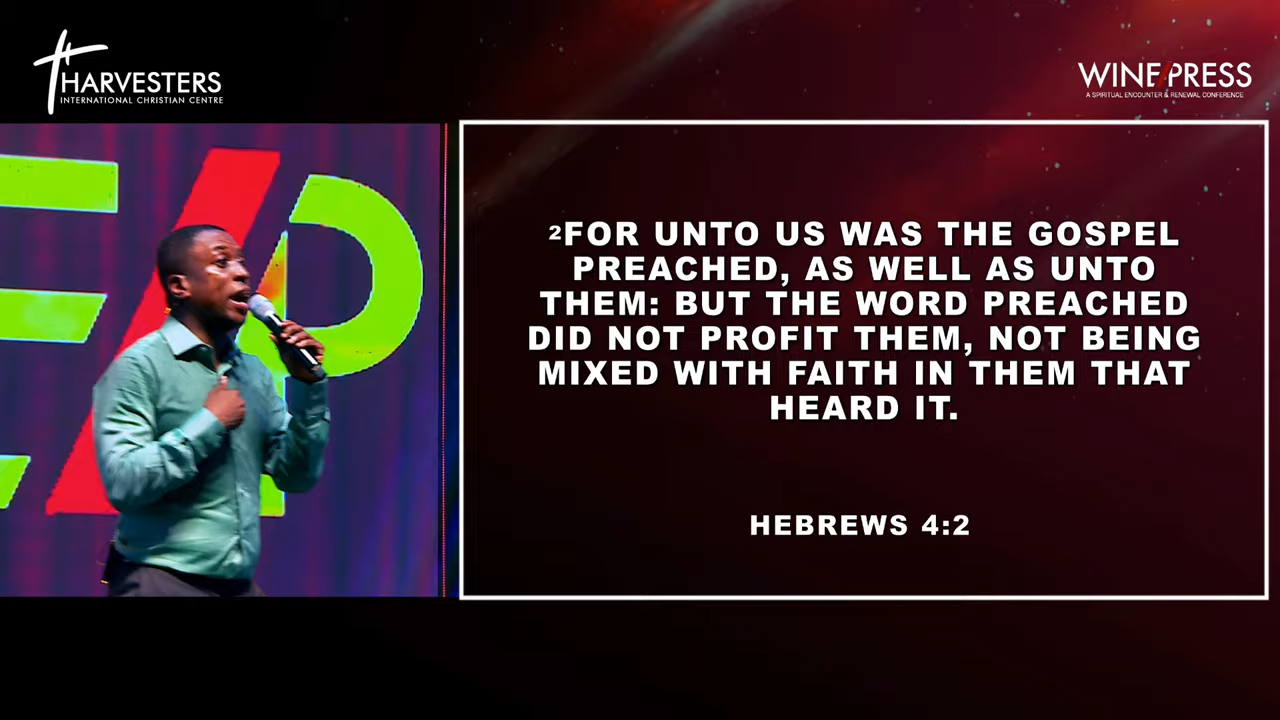 HARVESTERS
INTERNATIONAL CHRISTIAN CENTRE
WINE/PRESS
A SPIRITUAL ENCOUNTER & RENEWAL CONFERENCE
E/P
²FOR UNTO US WAS THE GOSPEL
PREACHED, AS WELL AS UNTO
THEM: BUT THE WORD PREACHED
DID NOT PROFIT THEM, NOT BEING
MIXED WITH FAITH IN THEM THAT
HEARD IT.
HEBREWS 4:2